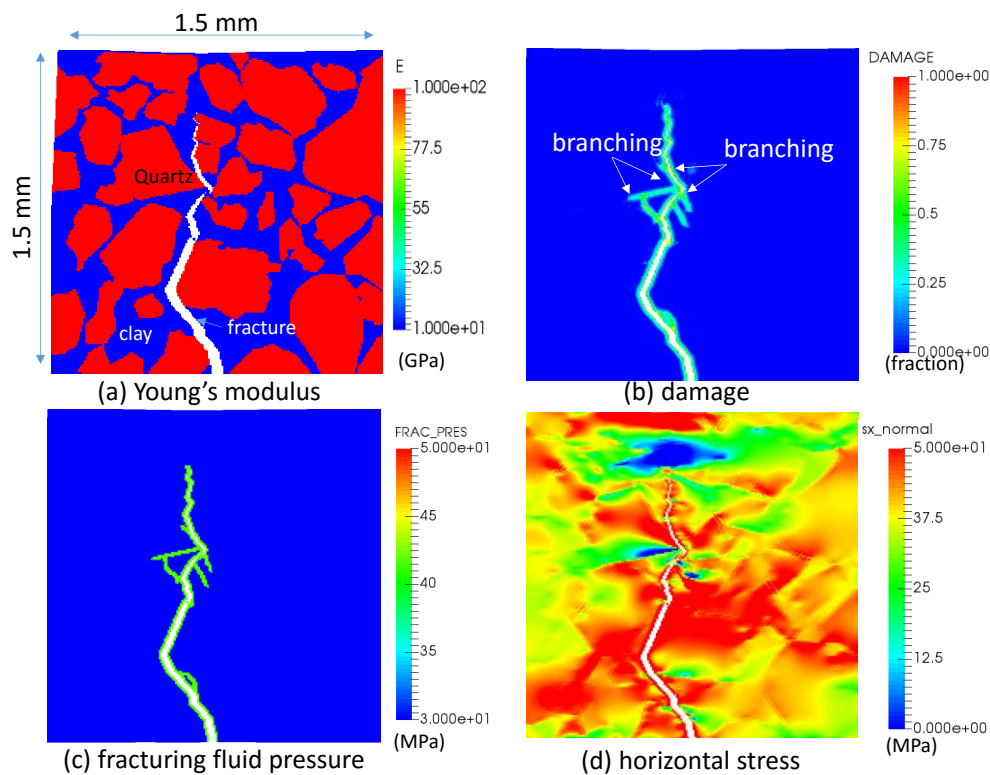 1.5 mm
1.5 mm
E
1.000e+02
77.5
55
32.5
1.000e+01
(GPa)
Quartz
clay
fracture
(a) Young's modulus
DAMAGE
1.000e+00
0.75
0.5
0.25
0.000e+00
(fraction)
branching
branching
(b) damage
FRAC_PRES
5.000e+01
45
40
35
3.000e+01
(MPa)
(c) fracturing fluid pressure
sx_normal
5.000e+01
37.5
25
12.5
0.000e+00
(MPa)
(d) horizontal stress